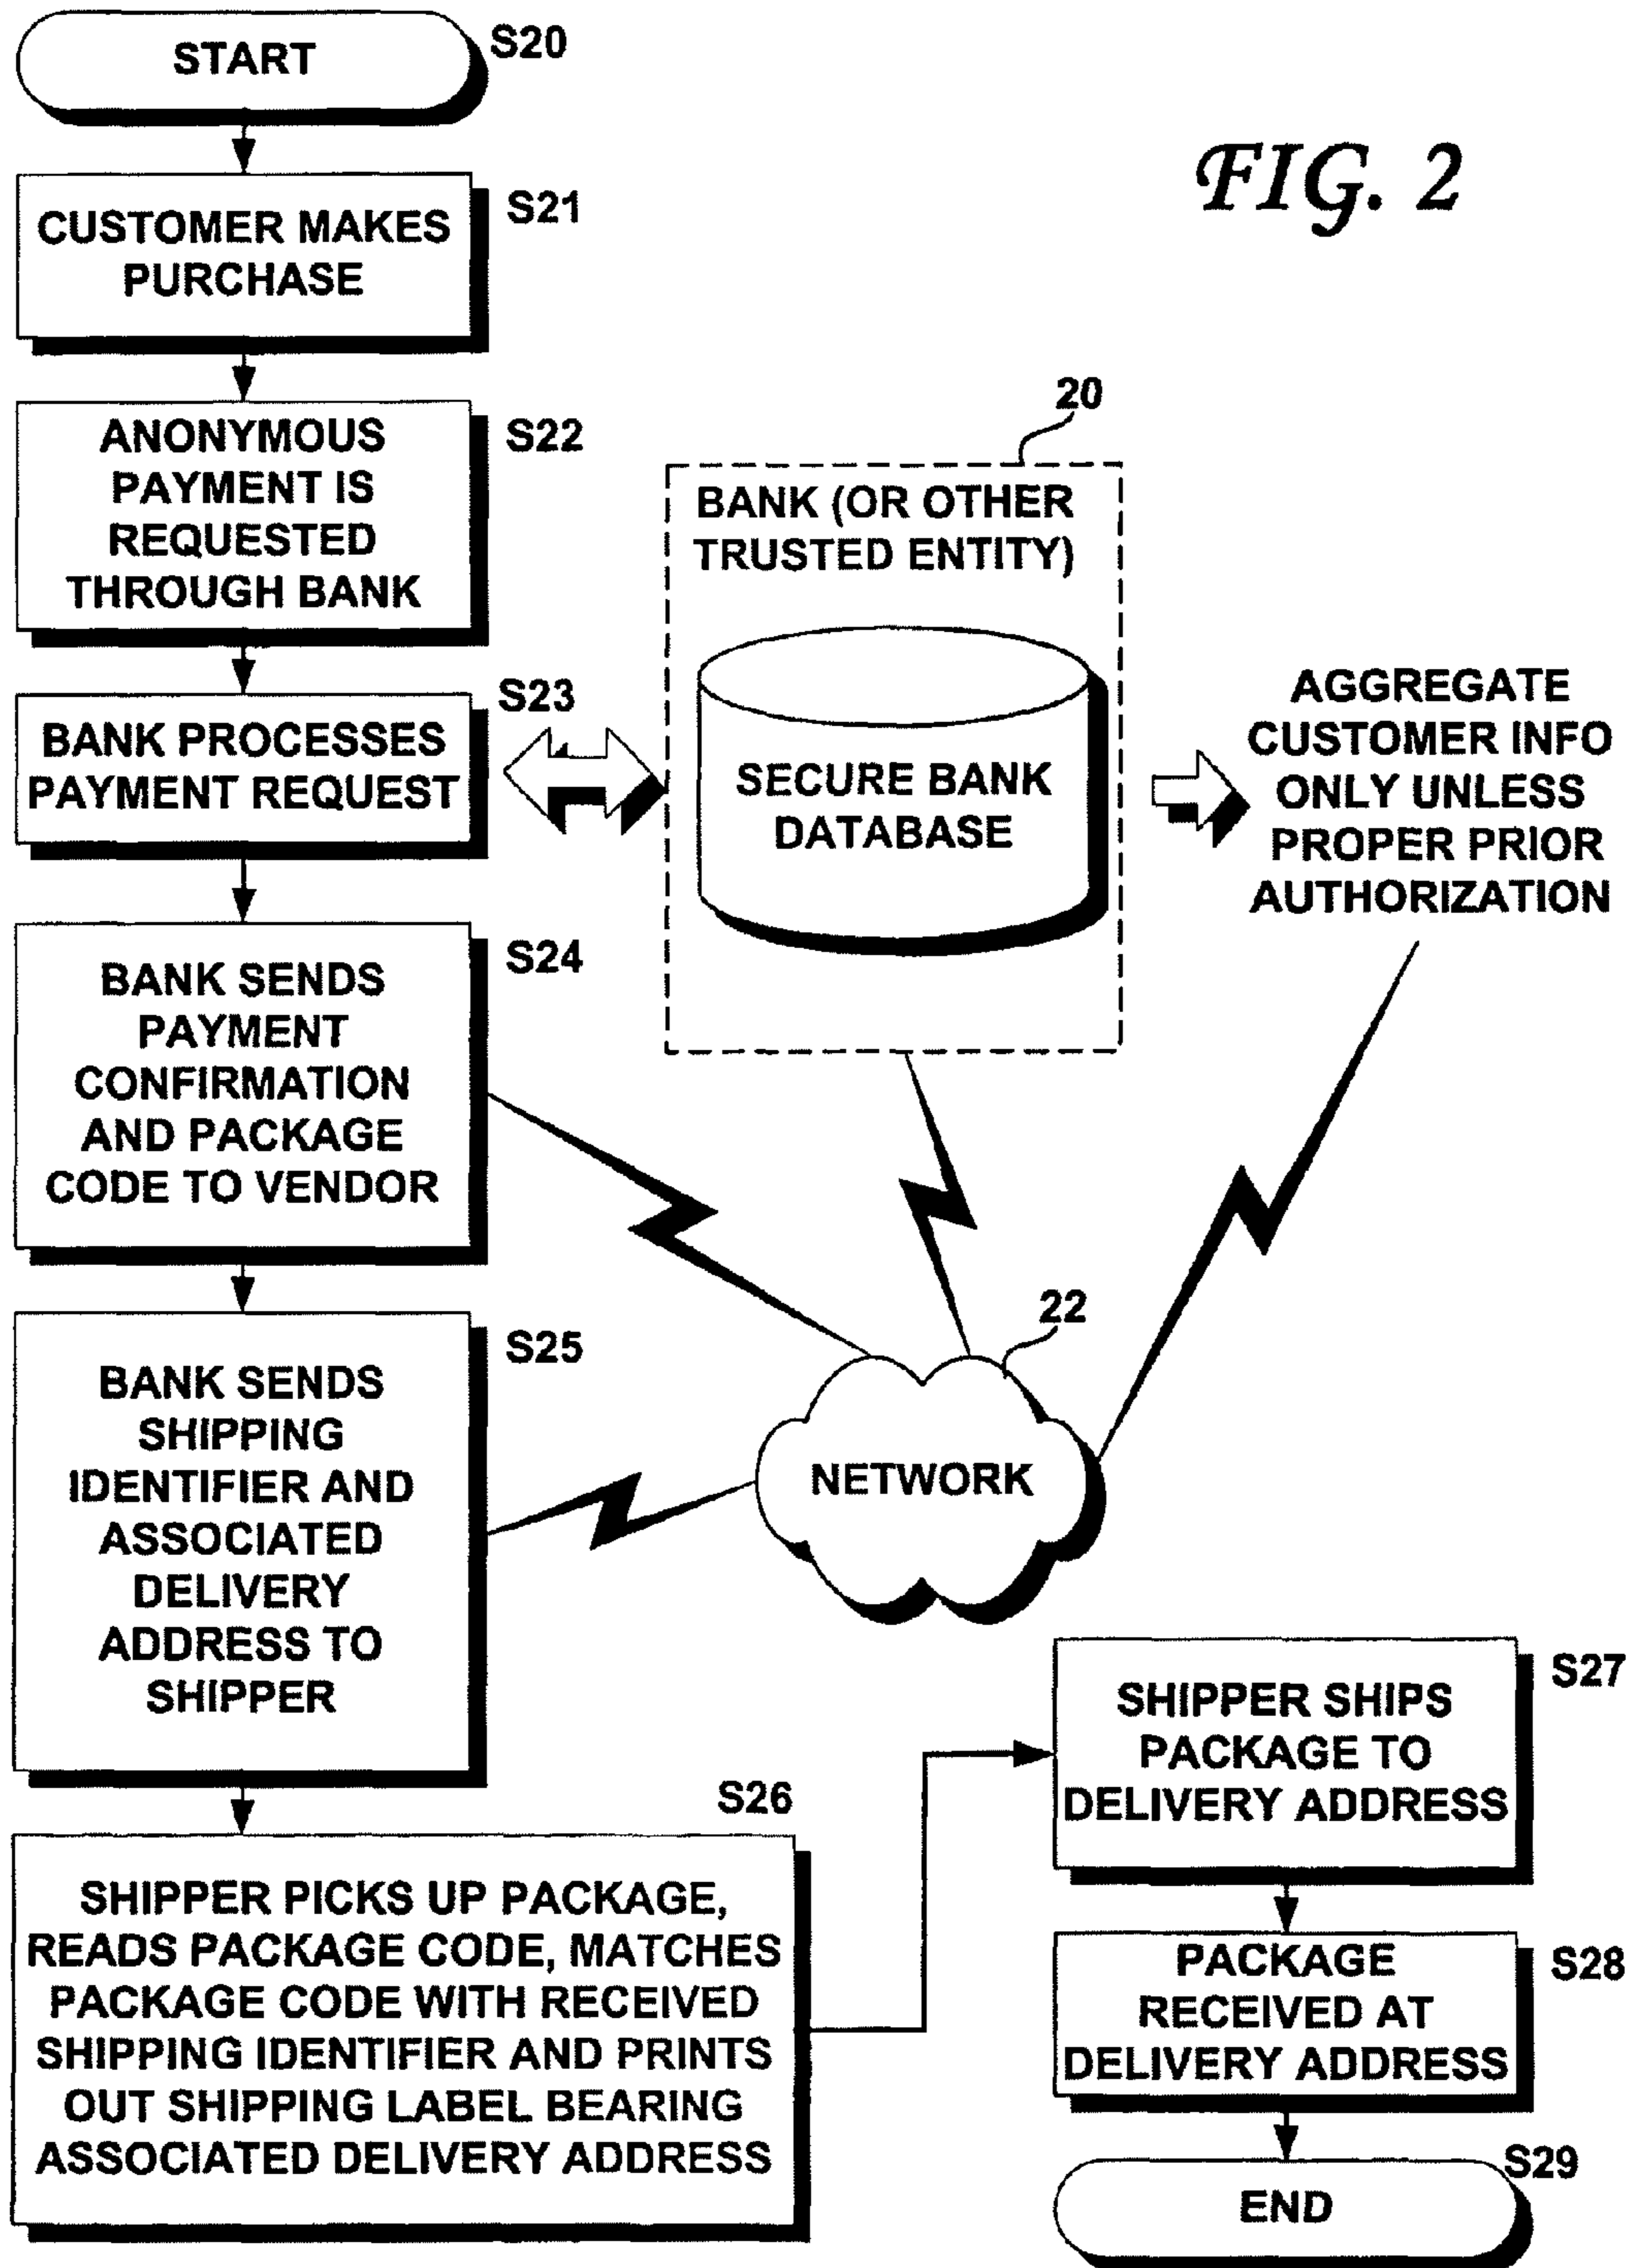 START
S20
FIG. 2
CUSTOMER MAKES
PURCHASE
S21
ANONYMOUS
PAYMENT IS
REQUESTED
THROUGH BANK
S22
BANK PROCESSES
PAYMENT REQUEST
S23
20
BANK (OR OTHER
TRUSTED ENTITY)
SECURE BANK
DATABASE
AGGREGATE
CUSTOMER INFO
ONLY UNLESS
PROPER PRIOR
AUTHORIZATION
BANK SENDS
PAYMENT
CONFIRMATION
AND PACKAGE
CODE TO VENDOR
S24
BANK SENDS
SHIPPING
IDENTIFIER AND
ASSOCIATED
DELIVERY
ADDRESS TO
SHIPPER
S25
22
NETWORK
SHIPPER PICKS UP PACKAGE,
READS PACKAGE CODE, MATCHES
PACKAGE CODE WITH RECEIVED
SHIPPING IDENTIFIER AND PRINTS
OUT SHIPPING LABEL BEARING
ASSOCIATED DELIVERY ADDRESS
S26
SHIPPER SHIPS
PACKAGE TO
DELIVERY ADDRESS
S27
PACKAGE
RECEIVED AT
DELIVERY ADDRESS
S28
END
S29